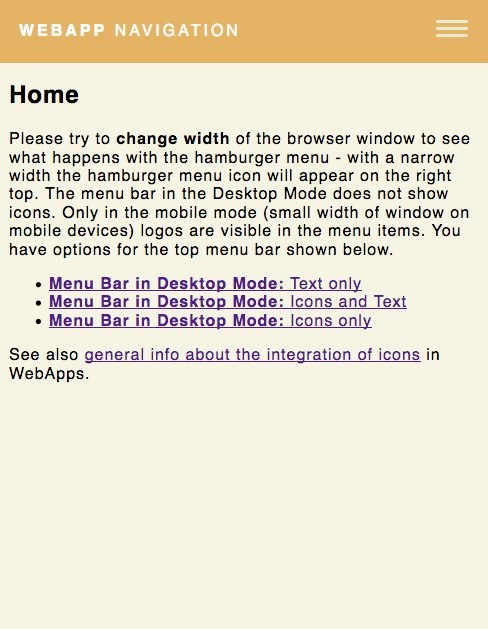 WEBAPP NAVIGATION
Home
Please try to change width of the browser window to see
what happens with the hamburger menu - with a narrow
width the hamburger menu icon will appear on the right
top. The menu bar in the Desktop Mode does not show
icons. Only in the mobile mode (small width of window on
mobile devices) logos are visible in the menu items. You
have options for the top menu bar shown below.
• Menu Bar in Desktop Mode: Text only
• Menu Bar in Desktop Mode: Icons and Text
• Menu Bar in Desktop Mode: Icons only
See also general info about the integration of icons in
WebApps.